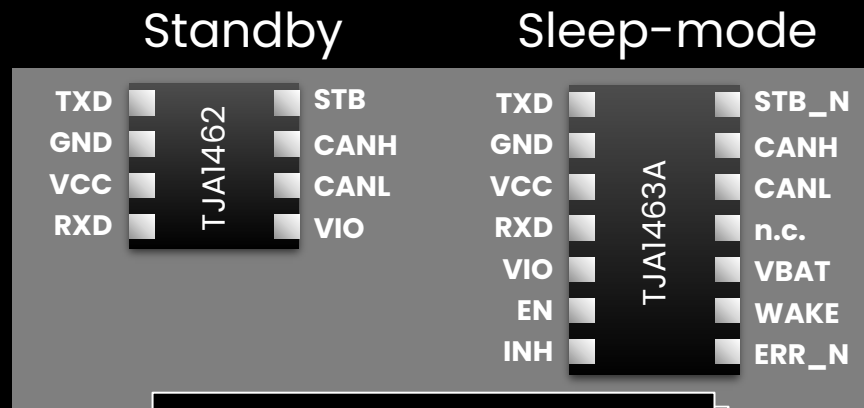 Standby
TXD
GND
VCC
RXD
TJA1462
STB
CANH
CANL
VIO
Sleep-mode
TXD
GND
VCC
RXD
VIO
EN
INH
TJA1463A
STB_N
CANH
CANL
n.c.
VBAT
WAKE
ERR_N